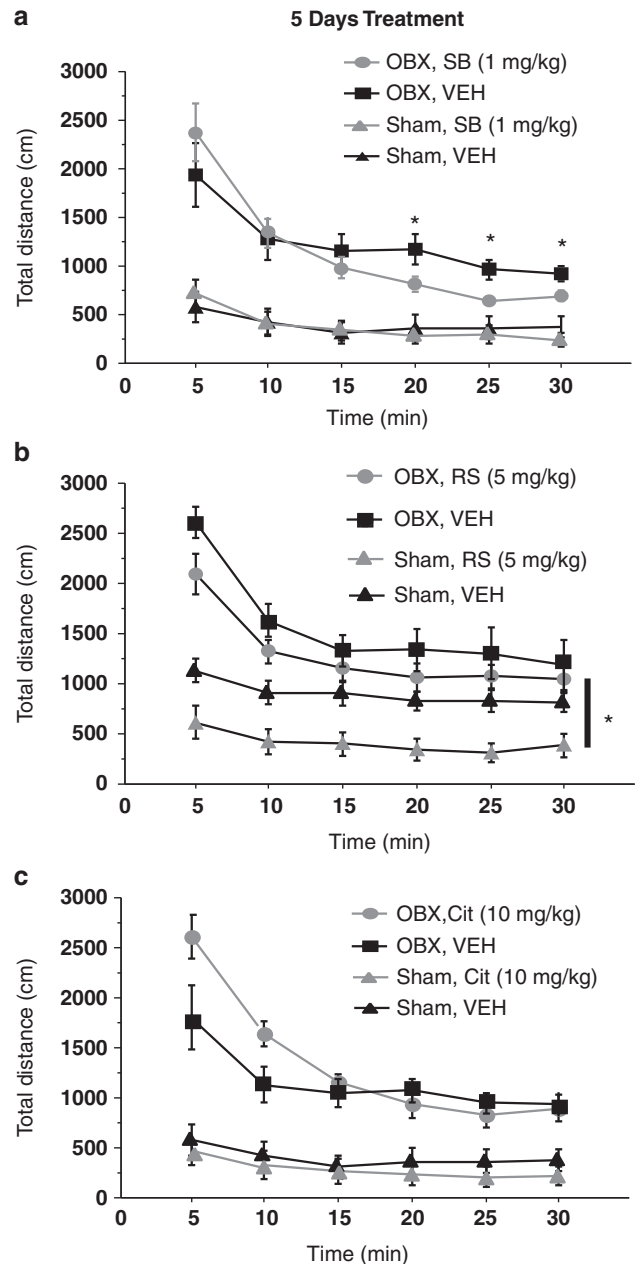 a
5 Days Treatment
OBX, SB (1 mg/kg)
OBX, VEH
Sham, SB (1 mg/kg)
Sham, VEH
3000
2500
2000
1500
1000
500
0
Total distance (cm)
* * *
0 5 10 15 20 25 30
Time (min)
b
OBX, RS (5 mg/kg)
OBX, VEH
Sham, RS (5 mg/kg)
Sham, VEH
3000
2500
2000
1500
1000
500
0
Total distance (cm)
*
0 5 10 15 20 25 30
Time (min)
c
OBX,Cit (10 mg/kg)
OBX, VEH
Sham, Cit (10 mg/kg)
Sham, VEH
3000
2500
2000
1500
1000
500
0
Total distance (cm)
0 5 10 15 20 25 30
Time (min)